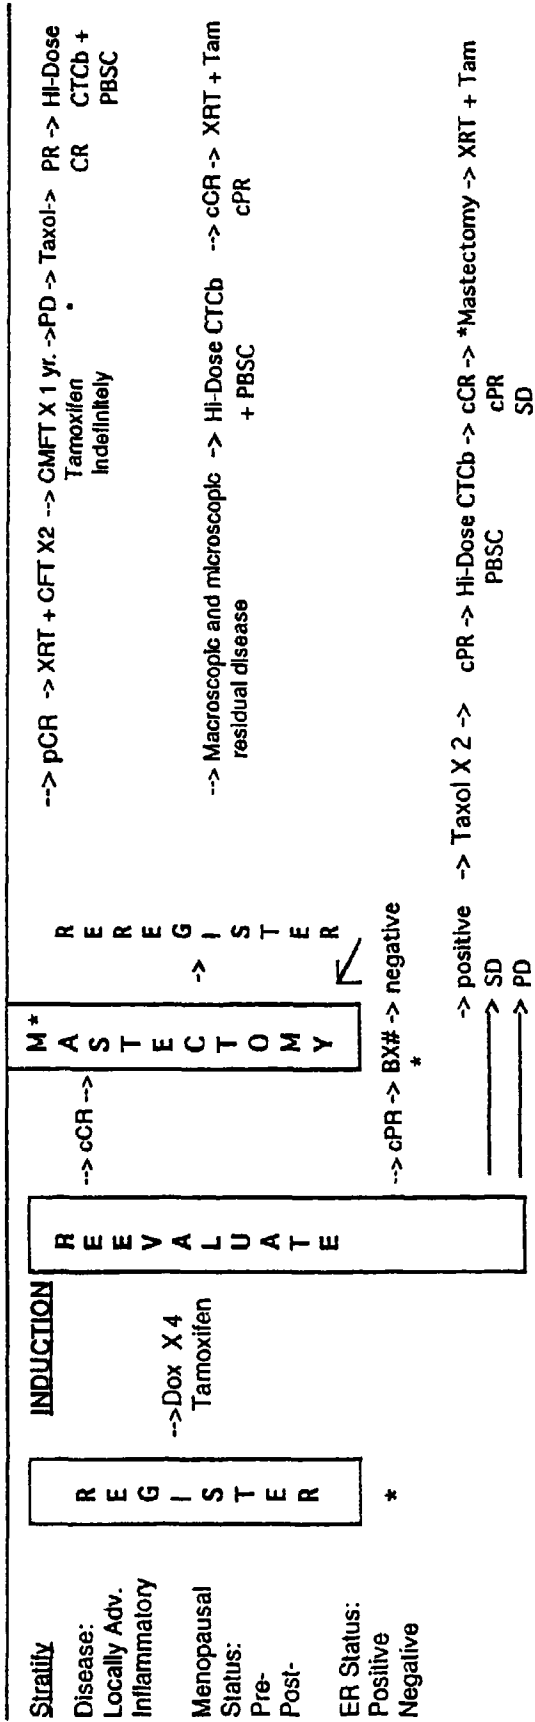 Stratify
Disease:
Locally Adv.
Inflammatory
Menopausal
Status:
Pre-
Post-
ER Status:
Positive
Negative
REGISTER
*
INDUCTION
-->Dox X 4
Tamoxifen
REEVALUATE
--> cCR -->
--> cPR -> BX# -> negative
*
-> positive -> Taxol X 2 -> cPR -> Hi-Dose CTCb -> cCR -> *Mastectomy -> XRT + Tam
PBSC
cPR
SD
> SD
> PD
M*ASTECTOMY
->
REREGISTER
--> pCR -> XRT + CFT X2 --> CMFT X 1 yr. ->PD -> Taxol-> PR -> HI-Dose
Tamoxifen
*
CR
CTCb +
Indefinitely
PBSC
--> Macroscopic and microscopic -> Hi-Dose CTCb --> cCR -> XRT + Tam
residual disease
+ PBSC
cPR